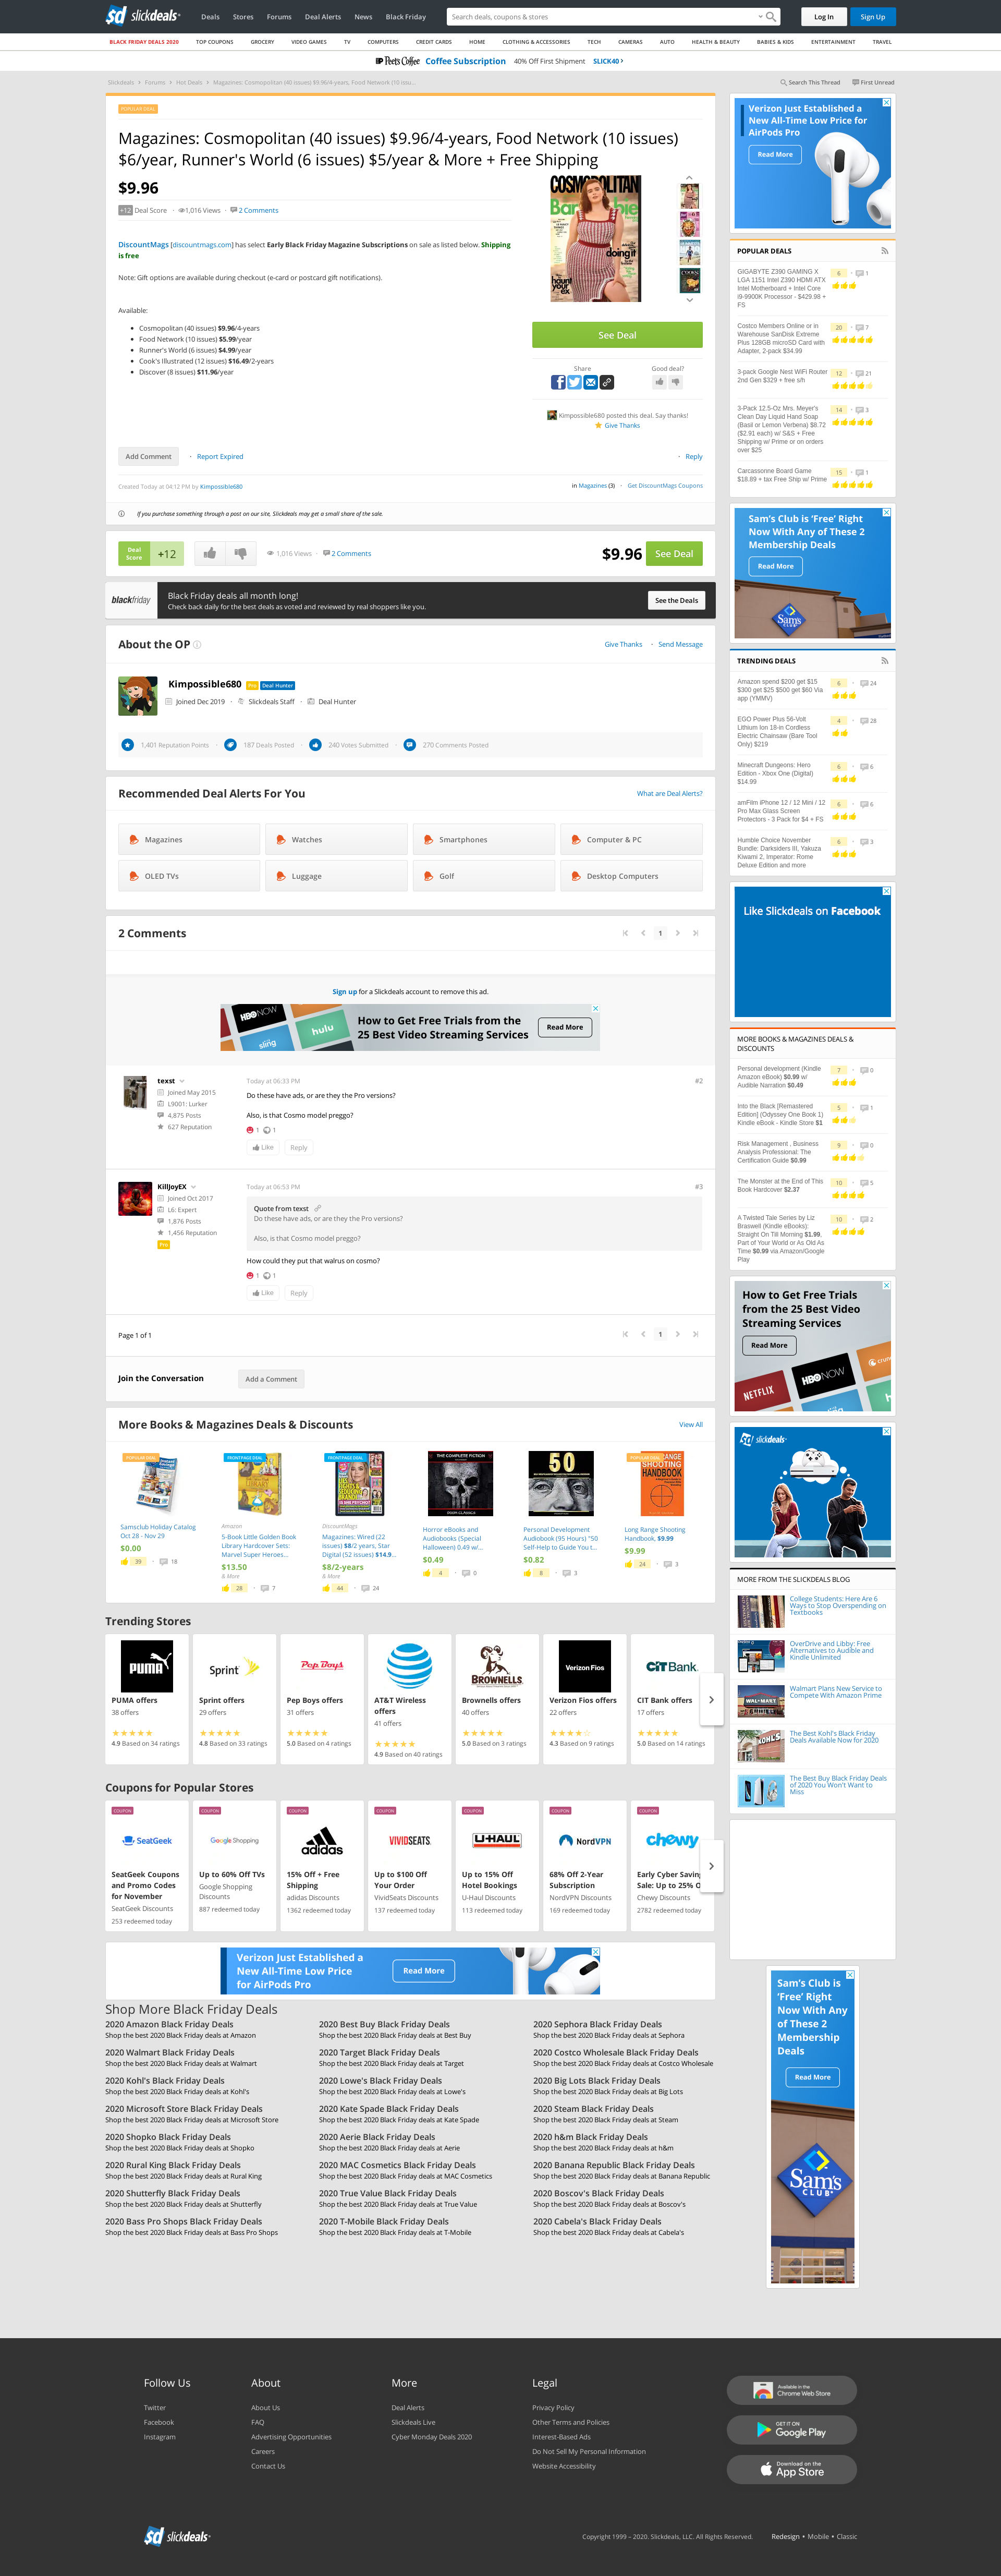 slickdeals
Deals
Stores
Forums
Deal Alerts
News
Black Friday
Search deals, coupons & stores
Log In
Sign Up
BLACK FRIDAY DEALS 2020
TOP COUPONS
GROCERY
VIDEO GAMES
TV
COMPUTERS
CREDIT CARDS
HOME
CLOTHING & ACCESSORIES
TECH
CAMERAS
AUTO
HEALTH & BEAUTY
BABIES & KIDS
ENTERTAINMENT
TRAVEL
Peet's Coffee Coffee Subscription 40% Off First Shipment SLICK40 ›
Slickdeals › Forums › Hot Deals › Magazines: Cosmopolitan (40 issues) $9.96/4-years, Food Network (10 issu...
Search This Thread
First Unread
POPULAR DEAL
Magazines: Cosmopolitan (40 issues) $9.96/4-years, Food Network (10 issues)
$6/year, Runner's World (6 issues) $5/year & More + Free Shipping
$9.96
+12 Deal Score · 1,016 Views · 2 Comments
DiscountMags [discountmags.com] has select Early Black Friday Magazine Subscriptions on sale as listed below. Shipping
is free
Note: Gift options are available during checkout (e-card or postcard gift notifications).
Available:
Cosmopolitan (40 issues) $9.96/4-years
Food Network (10 issues) $5.99/year
Runner's World (6 issues) $4.99/year
Cook's Illustrated (12 issues) $16.49/2-years
Discover (8 issues) $11.96/year
COSMOPOLITAN
doing it
haunt your ex
See Deal
Share
Good deal?
Kimpossible680 posted this deal. Say thanks!
Give Thanks
Add Comment · Report Expired
· Reply
Created Today at 04:12 PM by Kimpossible680
in Magazines (3) · Get DiscountMags Coupons
If you purchase something through a post on our site, Slickdeals may get a small share of the sale.
Deal Score +12
1,016 Views · 2 Comments
$9.96 See Deal
blackfriday
Black Friday deals all month long!
Check back daily for the best deals as voted and reviewed by real shoppers like you.
See the Deals
About the OP
Give Thanks · Send Message
Kimpossible680 Pro Deal Hunter
Joined Dec 2019 · Slickdeals Staff · Deal Hunter
1,401 Reputation Points · 187 Deals Posted · 240 Votes Submitted · 270 Comments Posted
Recommended Deal Alerts For You
What are Deal Alerts?
Magazines
Watches
Smartphones
Computer & PC
OLED TVs
Luggage
Golf
Desktop Computers
2 Comments
1
Sign up for a Slickdeals account to remove this ad.
HBO NOW
hulu
sling
How to Get Free Trials from the
25 Best Video Streaming Services
Read More
texst
Joined May 2015
L9001: Lurker
4,875 Posts
627 Reputation
Today at 06:33 PM
#2
Do these have ads, or are they the Pro versions?
Also, is that Cosmo model preggo?
1 1
Like Reply
KillJoyEX
Joined Oct 2017
L6: Expert
1,876 Posts
1,456 Reputation
Pro
Today at 06:53 PM
#3
Quote from texst
Do these have ads, or are they the Pro versions?
Also, is that Cosmo model preggo?
How could they put that walrus on cosmo?
1 1
Like Reply
Page 1 of 1
1
Join the Conversation
Add a Comment
More Books & Magazines Deals & Discounts
View All
POPULAR DEAL
Samsclub Holiday Catalog
Oct 28 - Nov 29
$0.00
39 · 18
FRONTPAGE DEAL
Amazon
5-Book Little Golden Book
Library Hardcover Sets:
Marvel Super Heroes...
$13.50
& More
28 · 7
FRONTPAGE DEAL
DiscountMags
Magazines: Wired (22
issues) $8/2 years, Star
Digital (52 issues) $14.9...
$8/2-years
& More
44 · 24
THE COMPLETE FICTION
Horror eBooks and
Audiobooks (Special
Halloween) 0.49 w/...
$0.49
4 · 0
50
Personal Development
Audiobook (95 Hours) "50
Self-Help to Guide You t...
$0.82
8 · 3
POPULAR DEAL
RANGE SHOOTING HANDBOOK
Long Range Shooting
Handbook, $9.99
$9.99
24 · 3
Trending Stores
PUMA
PUMA offers
38 offers
4.9 Based on 34 ratings
Sprint
Sprint offers
29 offers
4.8 Based on 33 ratings
Pep Boys
Pep Boys offers
31 offers
5.0 Based on 4 ratings
AT&T
AT&T Wireless
offers
41 offers
4.9 Based on 40 ratings
BROWNELLS
Brownells offers
40 offers
5.0 Based on 3 ratings
Verizon Fios
Verizon Fios offers
22 offers
4.3 Based on 9 ratings
CIT Bank
CIT Bank offers
17 offers
5.0 Based on 14 ratings
Coupons for Popular Stores
COUPON
SeatGeek
SeatGeek Coupons
and Promo Codes
for November
SeatGeek Discounts
253 redeemed today
COUPON
Google Shopping
Up to 60% Off TVs
Google Shopping
Discounts
887 redeemed today
COUPON
adidas
15% Off + Free
Shipping
adidas Discounts
1362 redeemed today
COUPON
VIVIDSEATS
Up to $100 Off
Your Order
VividSeats Discounts
137 redeemed today
COUPON
U-HAUL
Up to 15% Off
Hotel Bookings
U-Haul Discounts
113 redeemed today
COUPON
NordVPN
68% Off 2-Year
Subscription
NordVPN Discounts
169 redeemed today
COUPON
chewy
Early Cyber Saving
Sale: Up to 25% O
Chewy Discounts
2782 redeemed today
Verizon Just Established a
New All-Time Low Price
for AirPods Pro
Read More
Shop More Black Friday Deals
2020 Amazon Black Friday Deals
Shop the best 2020 Black Friday deals at Amazon
2020 Best Buy Black Friday Deals
Shop the best 2020 Black Friday deals at Best Buy
2020 Sephora Black Friday Deals
Shop the best 2020 Black Friday deals at Sephora
2020 Walmart Black Friday Deals
Shop the best 2020 Black Friday deals at Walmart
2020 Target Black Friday Deals
Shop the best 2020 Black Friday deals at Target
2020 Costco Wholesale Black Friday Deals
Shop the best 2020 Black Friday deals at Costco Wholesale
2020 Kohl's Black Friday Deals
Shop the best 2020 Black Friday deals at Kohl's
2020 Lowe's Black Friday Deals
Shop the best 2020 Black Friday deals at Lowe's
2020 Big Lots Black Friday Deals
Shop the best 2020 Black Friday deals at Big Lots
2020 Microsoft Store Black Friday Deals
Shop the best 2020 Black Friday deals at Microsoft Store
2020 Kate Spade Black Friday Deals
Shop the best 2020 Black Friday deals at Kate Spade
2020 Steam Black Friday Deals
Shop the best 2020 Black Friday deals at Steam
2020 Shopko Black Friday Deals
Shop the best 2020 Black Friday deals at Shopko
2020 Aerie Black Friday Deals
Shop the best 2020 Black Friday deals at Aerie
2020 h&m Black Friday Deals
Shop the best 2020 Black Friday deals at h&m
2020 Rural King Black Friday Deals
Shop the best 2020 Black Friday deals at Rural King
2020 MAC Cosmetics Black Friday Deals
Shop the best 2020 Black Friday deals at MAC Cosmetics
2020 Banana Republic Black Friday Deals
Shop the best 2020 Black Friday deals at Banana Republic
2020 Shutterfly Black Friday Deals
Shop the best 2020 Black Friday deals at Shutterfly
2020 True Value Black Friday Deals
Shop the best 2020 Black Friday deals at True Value
2020 Boscov's Black Friday Deals
Shop the best 2020 Black Friday deals at Boscov's
2020 Bass Pro Shops Black Friday Deals
Shop the best 2020 Black Friday deals at Bass Pro Shops
2020 T-Mobile Black Friday Deals
Shop the best 2020 Black Friday deals at T-Mobile
2020 Cabela's Black Friday Deals
Shop the best 2020 Black Friday deals at Cabela's
Verizon Just Established a
New All-Time Low Price for
AirPods Pro
Read More
POPULAR DEALS
GIGABYTE Z390 GAMING X
LGA 1151 Intel Z390 HDMI ATX
Intel Motherboard + Intel Core
i9-9900K Processor - $429.98 +
FS
6 · 1
Costco Members Online or in
Warehouse SanDisk Extreme
Plus 128GB microSD Card with
Adapter, 2-pack $34.99
20 · 7
3-pack Google Nest WiFi Router
2nd Gen $329 + free s/h
12 · 21
3-Pack 12.5-Oz Mrs. Meyer's
Clean Day Liquid Hand Soap
(Basil or Lemon Verbena) $8.72
($2.91 each) w/ S&S + Free
Shipping w/ Prime or on orders
over $25
14 · 3
Carcassonne Board Game
$18.89 + tax Free Ship w/ Prime
15 · 1
Sam's Club is 'Free' Right
Now With Any of These 2
Membership Deals
Read More
Sam's CLUB
TRENDING DEALS
Amazon spend $200 get $15
$300 get $25 $500 get $60 Via
app (YMMV)
6 · 24
EGO Power Plus 56-Volt
Lithium Ion 18-in Cordless
Electric Chainsaw (Bare Tool
Only) $219
4 · 28
Minecraft Dungeons: Hero
Edition - Xbox One (Digital)
$14.99
6 · 6
amFilm iPhone 12 / 12 Mini / 12
Pro Max Glass Screen
Protectors - 3 Pack for $4 + FS
6 · 6
Humble Choice November
Bundle: Darksiders III, Yakuza
Kiwami 2, Imperator: Rome
Deluxe Edition and more
6 · 3
Like Slickdeals on Facebook
MORE BOOKS & MAGAZINES DEALS &
DISCOUNTS
Personal development (Kindle
Amazon eBook) $0.99 w/
Audible Narration $0.49
7 · 0
Into the Black [Remastered
Edition] (Odyssey One Book 1)
Kindle eBook - Kindle Store $1
5 · 1
Risk Management , Business
Analysis Professional: The
Certification Guide $0.99
9 · 0
The Monster at the End of This
Book Hardcover $2.37
10 · 5
A Twisted Tale Series by Liz
Braswell (Kindle eBooks):
Straight On Till Morning $1.99,
Part of Your World or As Old As
Time $0.99 via Amazon/Google
Play
10 · 2
How to Get Free Trials
from the 25 Best Video
Streaming Services
Read More
NETFLIX
HBO NOW
hulu
sling
slickdeals
MORE FROM THE SLICKDEALS BLOG
College Students: Here Are 6
Ways to Stop Overspending on
Textbooks
OverDrive and Libby: Free
Alternatives to Audible and
Kindle Unlimited
Walmart Plans New Service to
Compete With Amazon Prime
The Best Kohl's Black Friday
Deals Available Now for 2020
The Best Buy Black Friday Deals
of 2020 You Won't Want to
Miss
Sam's Club is
'Free' Right
Now With Any
of These 2
Membership
Deals
Read More
Sam's CLUB
Follow Us
Twitter
Facebook
Instagram
About
About Us
FAQ
Advertising Opportunities
Careers
Contact Us
More
Deal Alerts
Slickdeals Live
Cyber Monday Deals 2020
Legal
Privacy Policy
Other Terms and Policies
Interest-Based Ads
Do Not Sell My Personal Information
Website Accessibility
Available in the
Chrome Web Store
GET IT ON
Google Play
Download on the
App Store
slickdeals
Copyright 1999 – 2020. Slickdeals, LLC. All Rights Reserved.
Redesign • Mobile • Classic